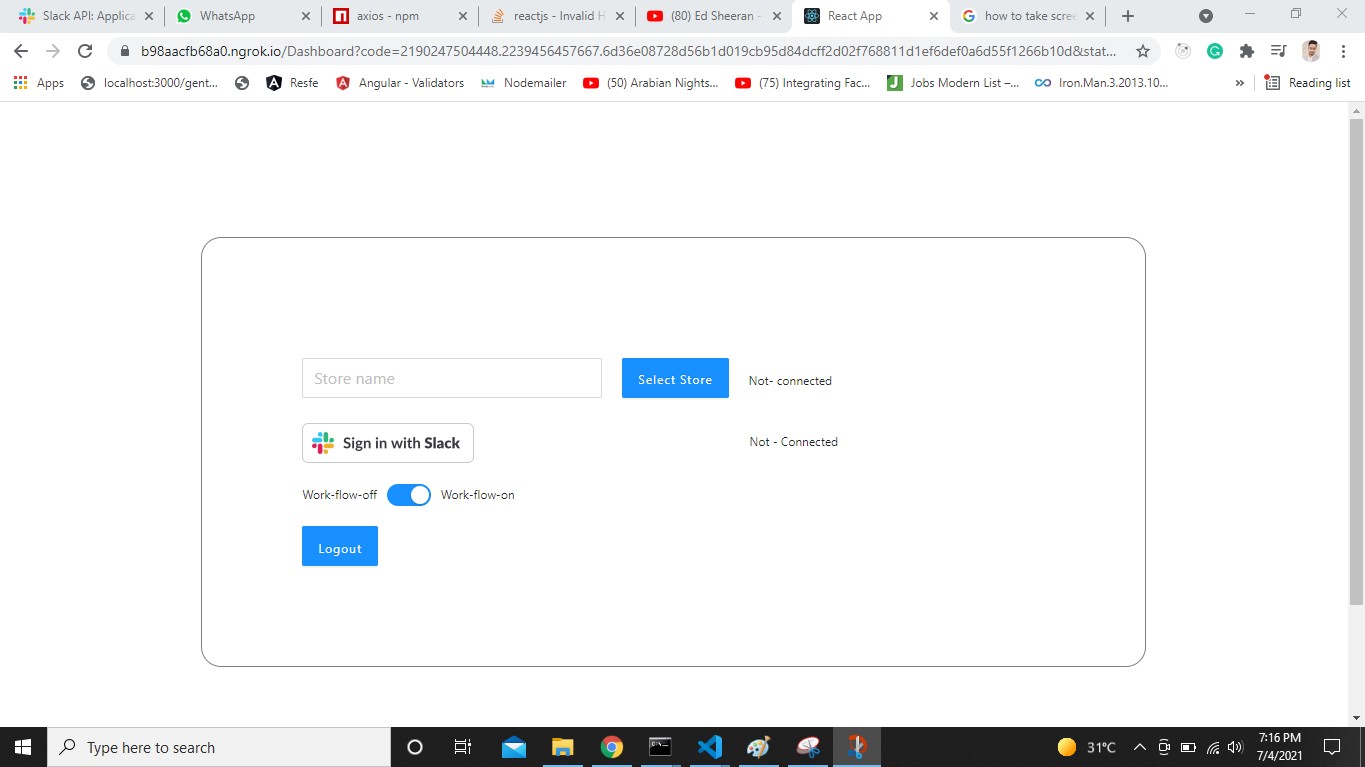 Slack API: Applica
WhatsApp
axios - npm
reactjs - Invalid H
(80) Ed Sheeran -
React App
how to take scree
b98aacfb68a0.ngrok.io/Dashboard?code=2190247504448.2239456457667.6d36e08728d56b1d019cb95d84dcff2d02f768811d1ef6def0a6d55f1266b10d&stat...
Apps
localhost:3000/gent...
Resfe
Angular - Validators
Nodemailer
(50) Arabian Nights...
(75) Integrating Fac...
Jobs Modern List –...
Iron.Man.3.2013.10...
»
Reading list
Store name
Select Store
Not- connected
Sign in with Slack
Not - Connected
Work-flow-off
Work-flow-on
Logout
Type here to search
31°C
7:16 PM
7/4/2021